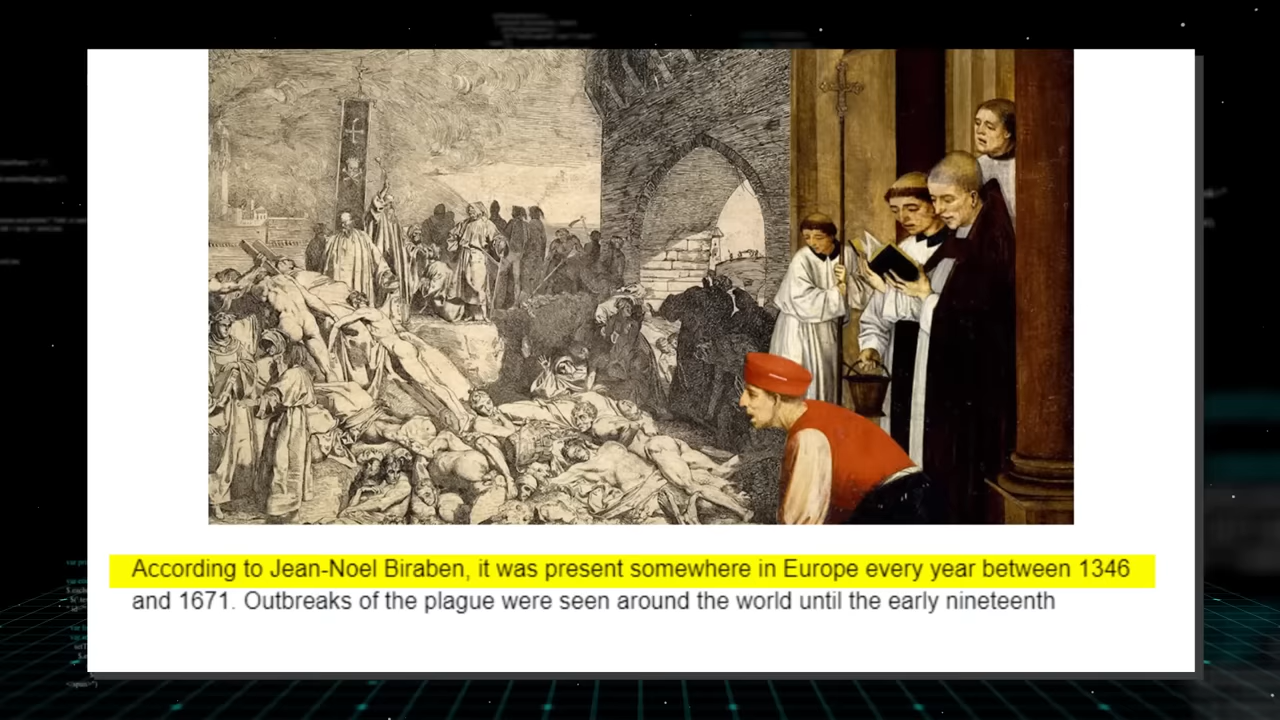 According to Jean-Noel Biraben, it was present somewhere in Europe every year between 1346
and 1671. Outbreaks of the plague were seen around the world until the early nineteenth